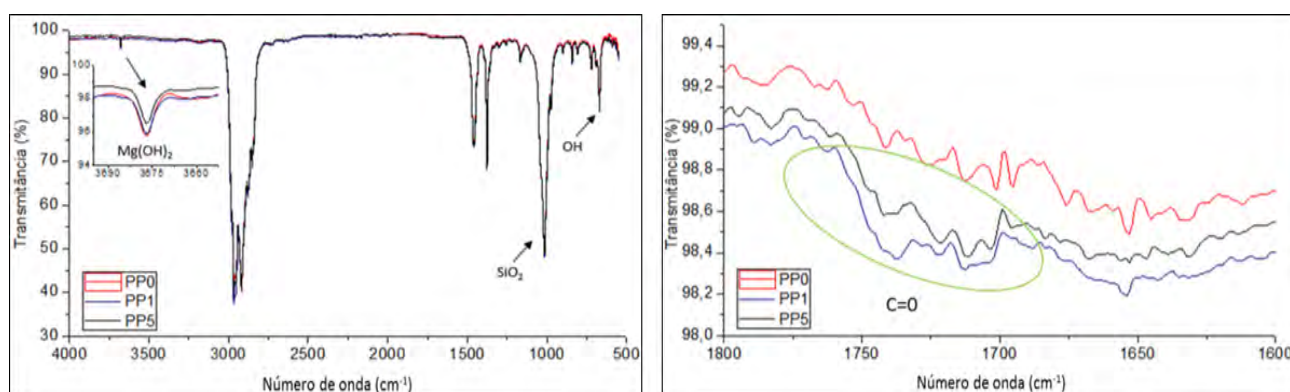 100
90
80
70
60
50
40
30
Transmitância (%)
100
98
96
94
3690 3675 3660
Mg(OH)2
OH
SiO2
PP0
PP1
PP5
4000 3500 3000 2500 2000 1500 1000 500
Número de onda (cm-1)
99,4
99,2
99,0
98,8
98,6
98,4
98,2
98,0
Transmitância (%)
C=0
PP0
PP1
PP5
1800 1750 1700 1650 1600
Número de onda (cm-1)